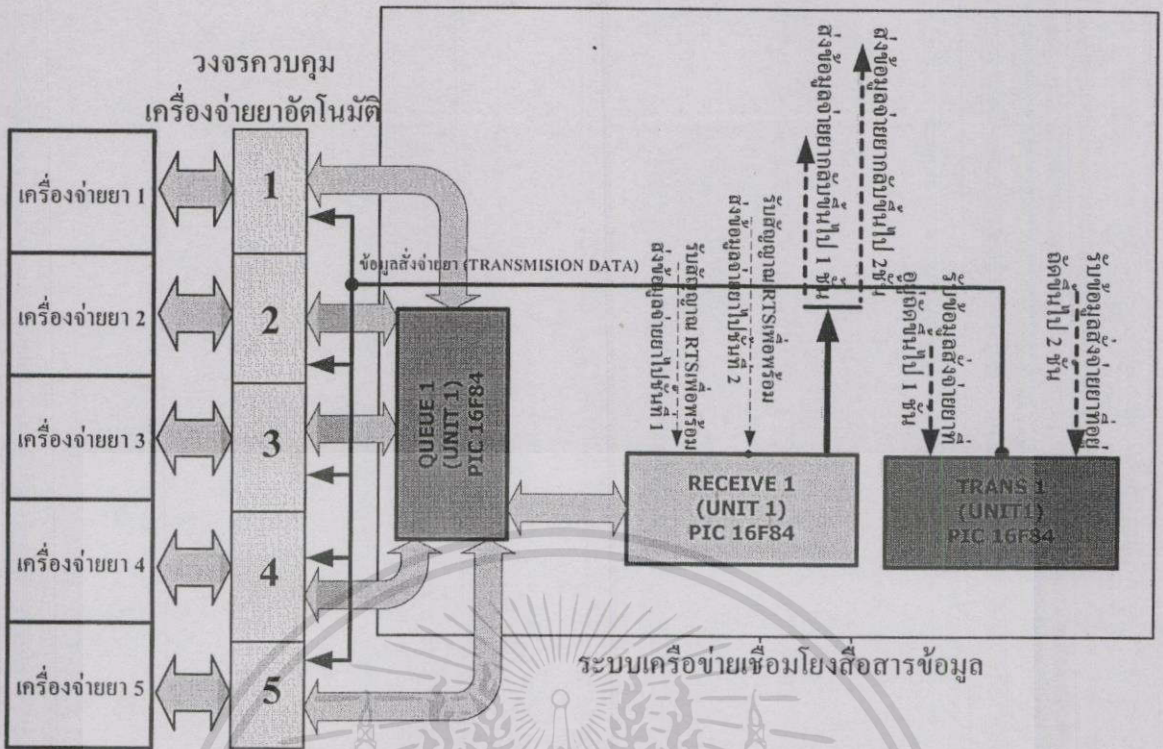 วงจรควบคุม
เครื่องจ่ายยาอัตโนมัติ
เครื่องจ่ายยา 1
เครื่องจ่ายยา 2
เครื่องจ่ายยา 3
เครื่องจ่ายยา 4
เครื่องจ่ายยา 5
1
2
3
4
5
ข้อมูลสั่งจ่ายยา (TRANSMISION DATA)
QUEUE 1
(UNIT 1)
PIC 16F84
รับสัญญาณ RTSเพื่อพร้อม
ส่งข้อมูลจ่ายยาไปชั้นที่ 1
รับสัญญาณ RTSเพื่อพร้อม
ส่งข้อมูลจ่ายยาไปชั้นที่ 2
ส่งข้อมูลจ่ายยากลับขึ้นไป 1 ชั้น
ส่งข้อมูลจ่ายยากลับขึ้นไป 2ชั้น
รับข้อมูลสั่งจ่ายยาที่
อยู่ถัดขึ้นไป 1 ชั้น
รับข้อมูลสั่งจ่ายยาที่อยู่
ถัดขึ้นไป 2 ชั้น
RECEIVE 1
(UNIT 1)
PIC 16F84
TRANS 1
(UNIT1)
PIC 16F84
ระบบเครือข่ายเชื่อมโยงสื่อสารข้อมูล